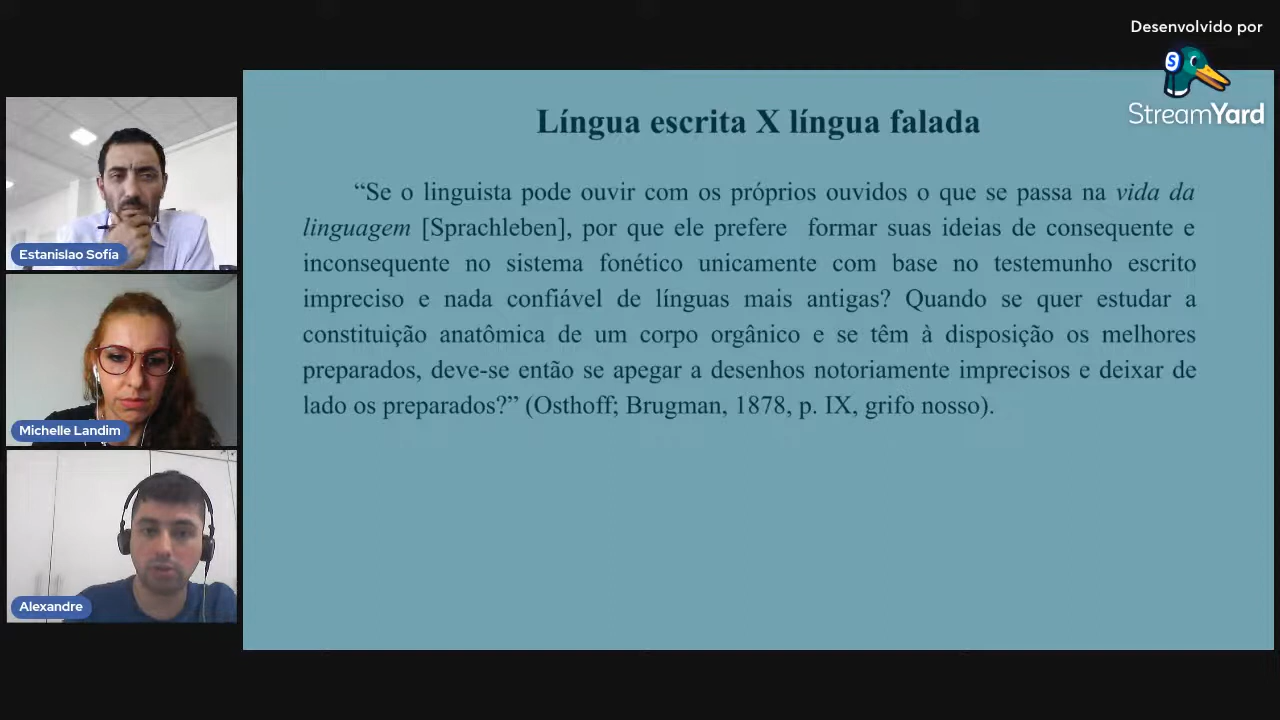 Desenvolvido por
S
StreamYard
Língua escrita X língua falada
“Se o linguista pode ouvir com os próprios ouvidos o que se passa na vida da
linguagem [Sprachleben], por que ele prefere formar suas ideias de consequente e
inconsequente no sistema fonético unicamente com base no testemunho escrito
impreciso e nada confiável de línguas mais antigas? Quando se quer estudar a
constituição anatômica de um corpo orgânico e se têm à disposição os melhores
preparados, deve-se então se apegar a desenhos notoriamente imprecisos e deixar de
lado os preparados?” (Osthoff; Brugman, 1878, p. IX, grifo nosso).
Estanislao Sofía
Michelle Landim
Alexandre